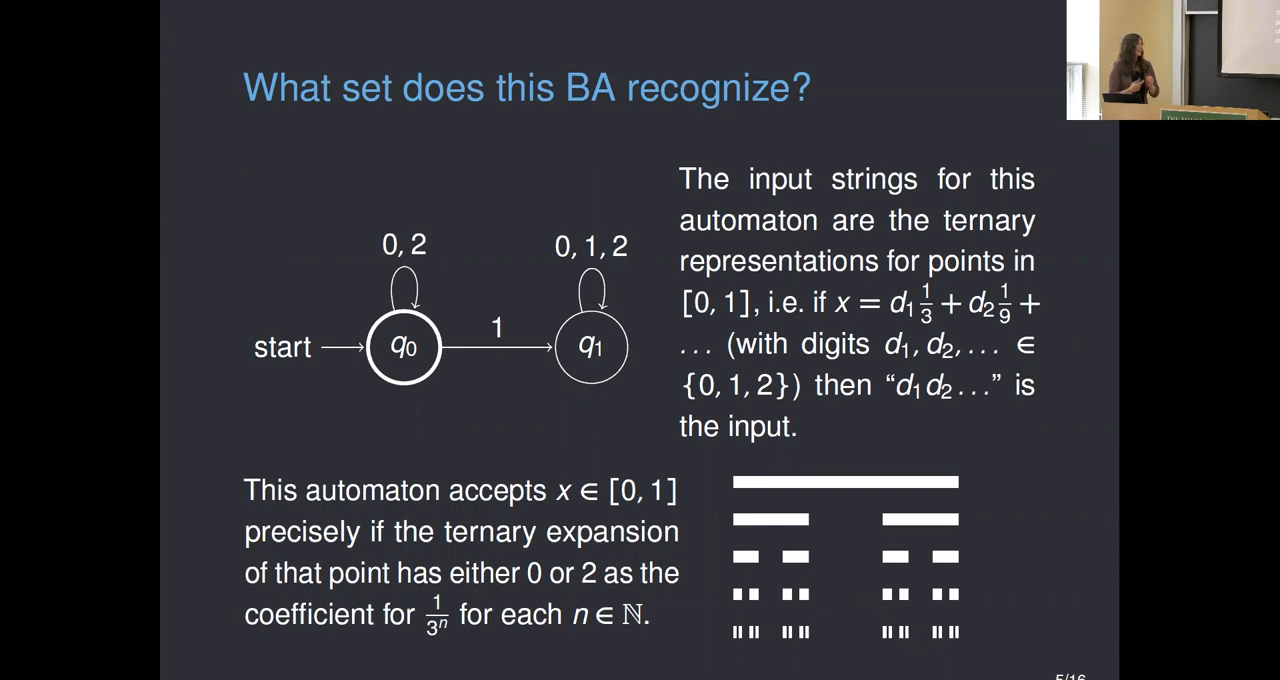 What set does this BA recognize?
0, 2
0, 1, 2
start
q₀
1
q₁
The input strings for this
automaton are the ternary
representations for points in
[0, 1], i.e. if x = d₁ 1/3 + d₂ 1/9 +
... (with digits d₁, d₂, ... ∈
{0, 1, 2}) then “d₁d₂...” is
the input.
This automaton accepts x ∈ [0, 1]
precisely if the ternary expansion
of that point has either 0 or 2 as the
coefficient for 1/3ⁿ for each n ∈ ℕ.
5/16